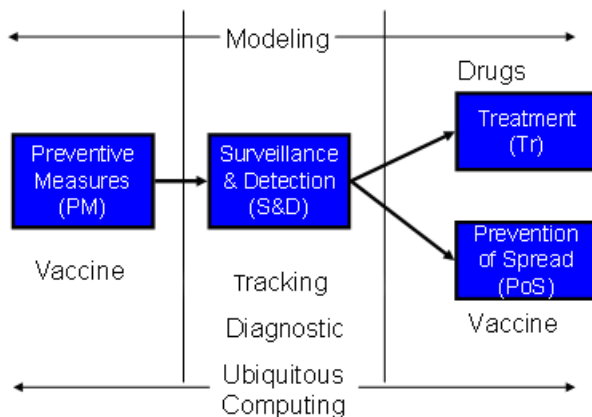 Modeling
Drugs
Preventive
Measures
(PM)
Surveillance
& Detection
(S&D)
Treatment
(Tr)
Prevention
of Spread
(PoS)
Vaccine
Tracking
Diagnostic
Vaccine
Ubiquitous
Computing